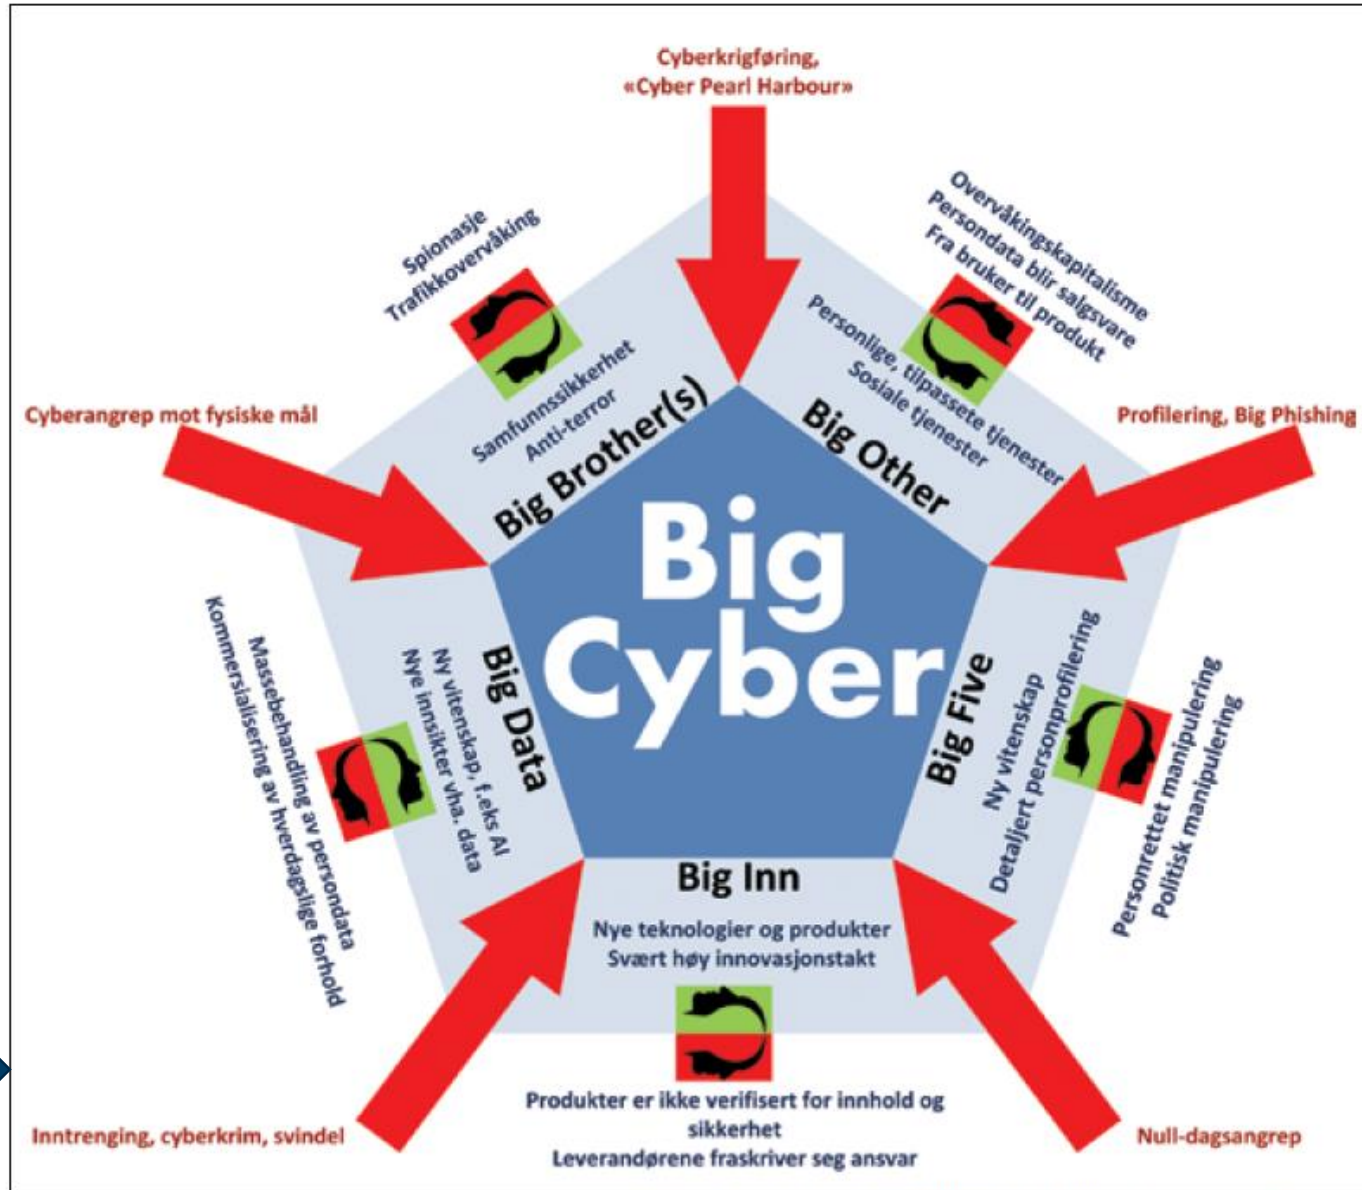 Cyberkrigføring,
«Cyber Pearl Harbour»
Spionasje
Trafikkovervåking
Samfunnssikkerhet
Anti-terror
Big Brother(s)
Overvåkingskapitalisme
Persondata blir salgsvare
Fra bruker til produkt
Personlige, tilpassete tjenester
Sosiale tjenester
Big Other
Cyberangrep mot fysiske mål
Profilering, Big Phishing
Big
Cyber
Kommersialisering av hverdagslige forhold
Massebehandling av persondata
Nye innsikter vha. data
Ny vitenskap, f.eks AI
Big Data
Big Five
Ny vitenskap
Detaljert personprofilering
Personrettet manipulering
Politisk manipulering
Big Inn
Nye teknologier og produkter
Svært høy innovasjonstakt
Produkter er ikke verifisert for innhold og
sikkerhet
Leverandørene fraskriver seg ansvar
Inntrenging, cyberkrim, svindel
Null-dagsangrep